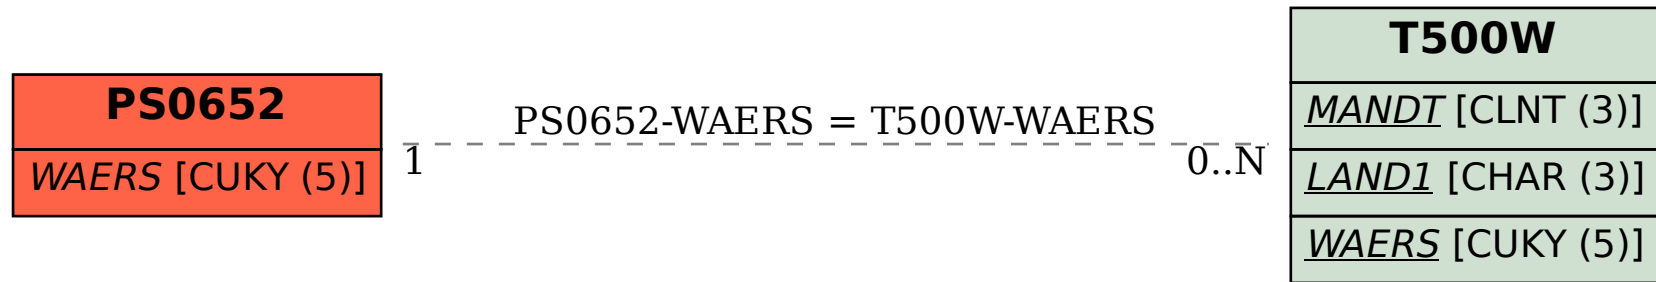 PS0652
WAERS [CUKY (5)]
PS0652-WAERS = T500W-WAERS
1
0..N
T500W
MANDT [CLNT (3)]
LAND1 [CHAR (3)]
WAERS [CUKY (5)]